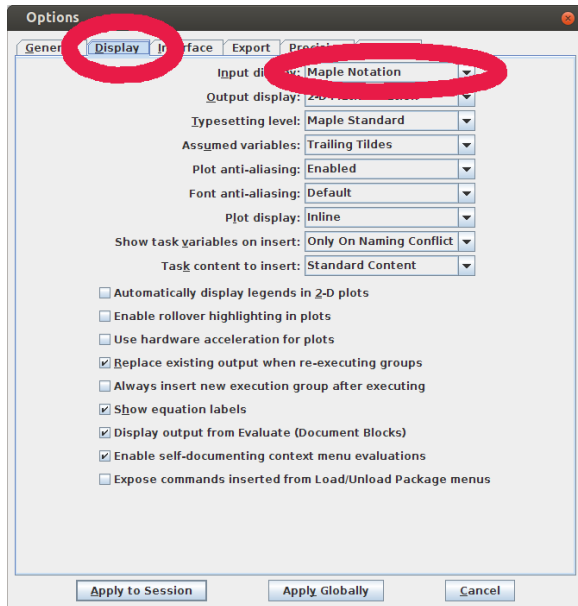 Options
Display Export
Input display: Maple Notation
Output display:
Typesetting level: Maple Standard
Assumed variables: Trailing Tildes
Plot anti-aliasing: Enabled
Font anti-aliasing: Default
Plot display: Inline
Show task variables on insert: Only On Naming Conflict
Task content to insert: Standard Content
Automatically display legends in 2-D plots
Enable rollover highlighting in plots
Use hardware acceleration for plots
Replace existing output when re-executing groups
Always insert new execution group after executing
Show equation labels
Display output from Evaluate (Document Blocks)
Enable self-documenting context menu evaluations
Expose commands inserted from Load/Unload Package menus
Apply to Session Apply Globally Cancel